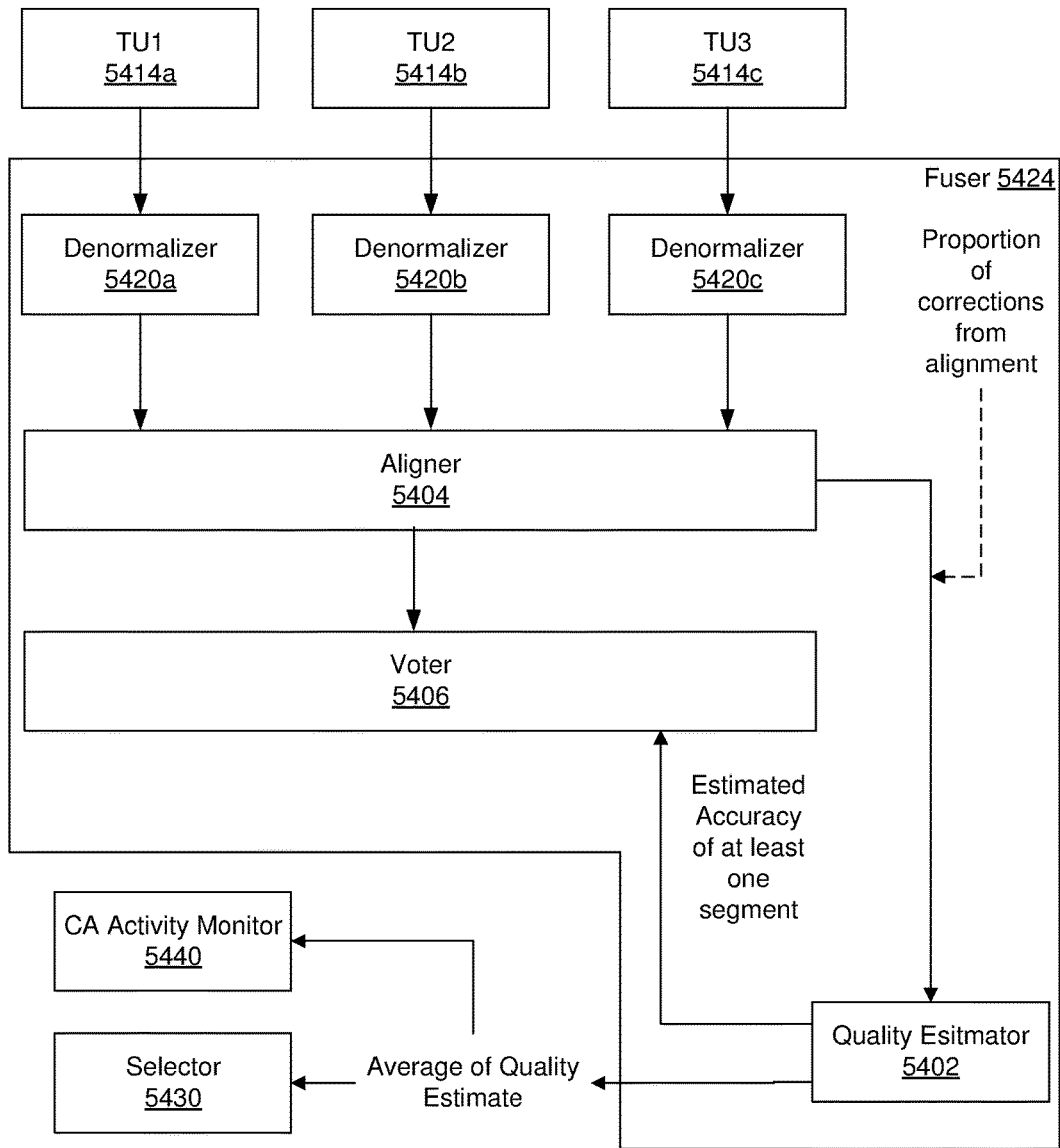 TU1
5414a
TU2
5414b
TU3
5414c
Fuser 5424
Denormalizer
5420a
Denormalizer
5420b
Denormalizer
5420c
Proportion
of
corrections
from
alignment
Aligner
5404
Voter
5406
Estimated
Accuracy
of at least
one
segment
CA Activity Monitor
5440
Quality Esitmator
5402
Selector
5430
Average of Quality
Estimate